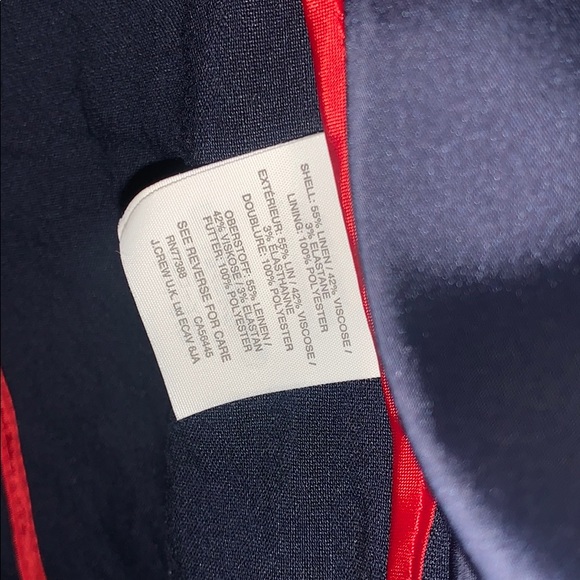 SHELL: 55% LINEN / 42% VISCOSE /
3% ELASTANE
LINING: 100% POLYESTER
EXTÉRIEUR: 55% LIN / 42% VISCOSE /
3% ÉLASTHANNE
DOUBLURE: 100% POLYESTER
OBERSTOFF: 55% LEINEN /
42% VISKOSE / 3% ELASTAN
FUTTER: 100% POLYESTER
SEE REVERSE FOR CARE
RN77388 CA56445
J.CREW U.K. Ltd EC4V 6JA